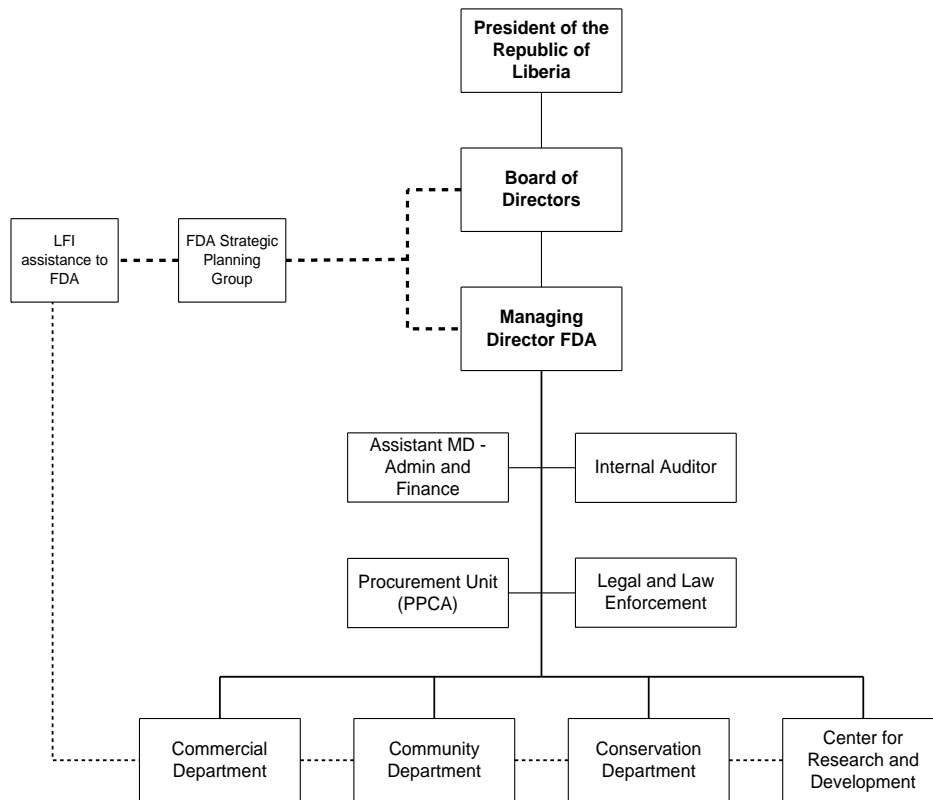 President of the
Republic of
Liberia
Board of
Directors
LFI
assistance to
FDA
FDA Strategic
Planning
Group
Managing
Director FDA
Assistant MD -
Admin and
Finance
Internal Auditor
Procurement Unit
(PPCA)
Legal and Law
Enforcement
Commercial
Department
Community
Department
Conservation
Department
Center for
Research and
Development